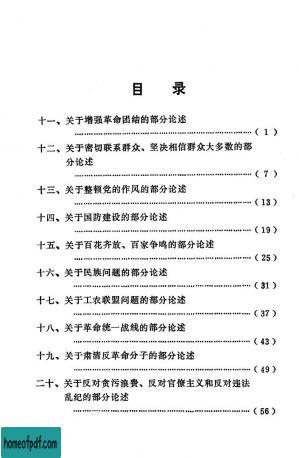 目录
十一、关于增强革命团结的部分论述
……………………………………(1)
十二、关于密切联系群众、坚决相信群众大多数的部
分论述
……………………………………(7)
十三、关于整顿党的作风的部分论述
……………………………………(13)
十四、关于国防建设的部分论述
……………………………………(19)
十五、关于百花齐放、百家争鸣的部分论述
……………………………………(25)
十六、关于民族问题的部分论述
……………………………………(31)
十七、关于工农联盟问题的部分论述
……………………………………(37)
十八、关于革命统一战线的部分论述
……………………………………(43)
十九、关于肃清反革命分子的部分论述
……………………………………(49)
二十、关于反对贪污浪费、反对官僚主义和反对违法
乱纪的部分论述……………………(56)
homeofpdf.com
homeofpdf.com